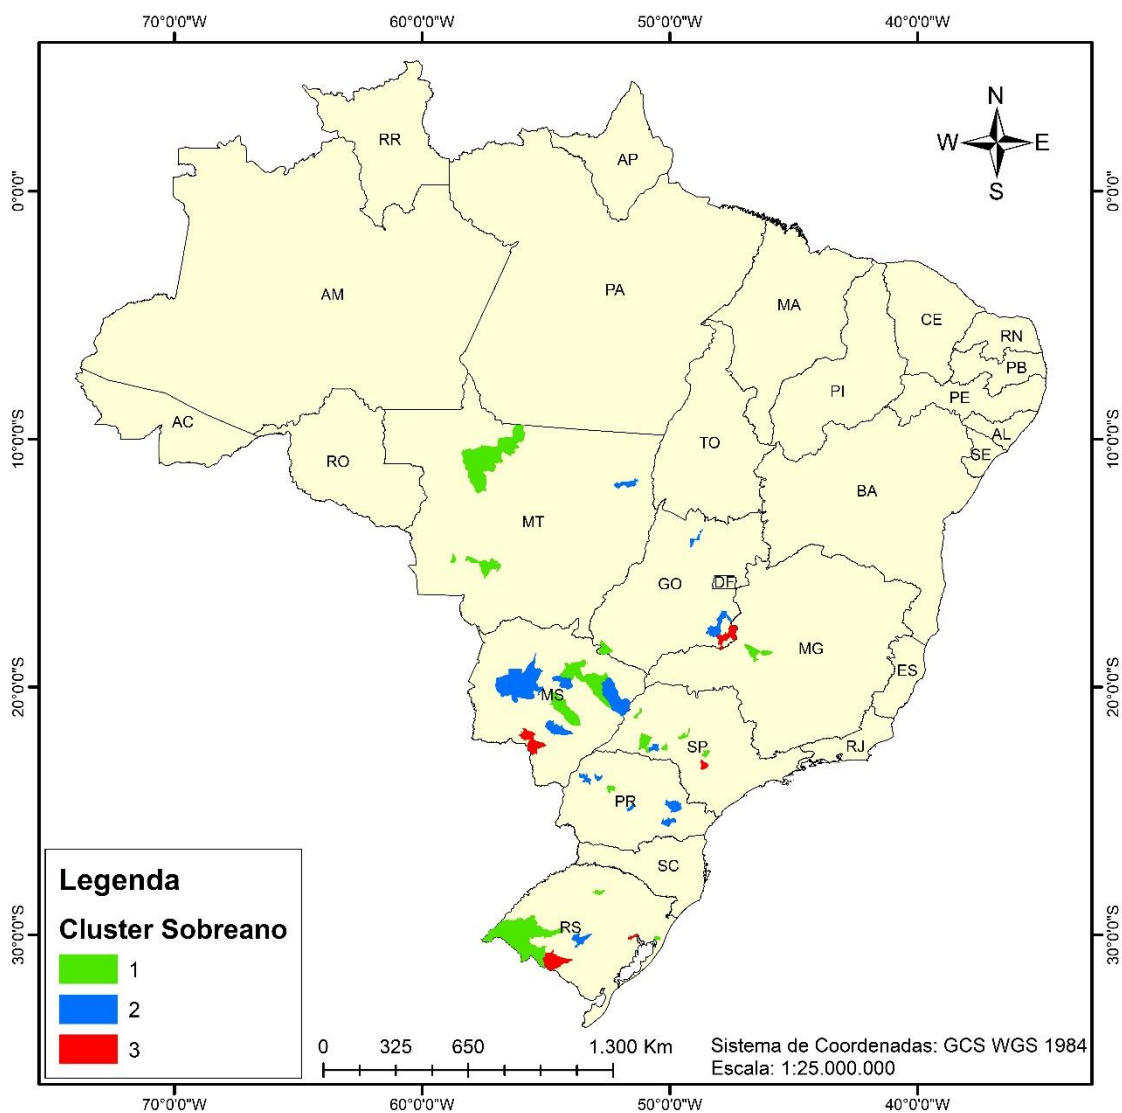 70°0'0"W 60°0'0"W 50°0'0"W 40°0'0"W
N
W E
S
RR
AP
0°0'0" 0°0'0"
AM
PA
MA
CE
RN
PB
PI
PE
AC
AL
10°0'0"S 10°0'0"S
TO
SE
RO
BA
MT
GO
DF
MG
ES
20°0'0"S 20°0'0"S
MS
SP
RJ
PR
SC
Legenda
Cluster Sobreano
1
2
3
RS
30°0'0"S 30°0'0"S
0 325 650 1.300 Km
Sistema de Coordenadas: GCS WGS 1984
Escala: 1:25.000.000
70°0'0"W 60°0'0"W 50°0'0"W 40°0'0"W